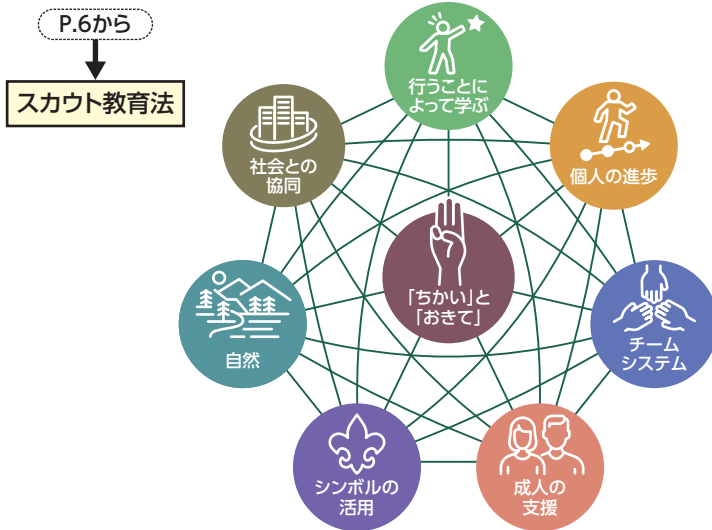 P.6から
スカウト教育法
行うことに
よって学ぶ
個人の進歩
チーム
システム
成人の
支援
シンボルの
活用
自然
社会との
協同
「ちかい」と
「おきて」